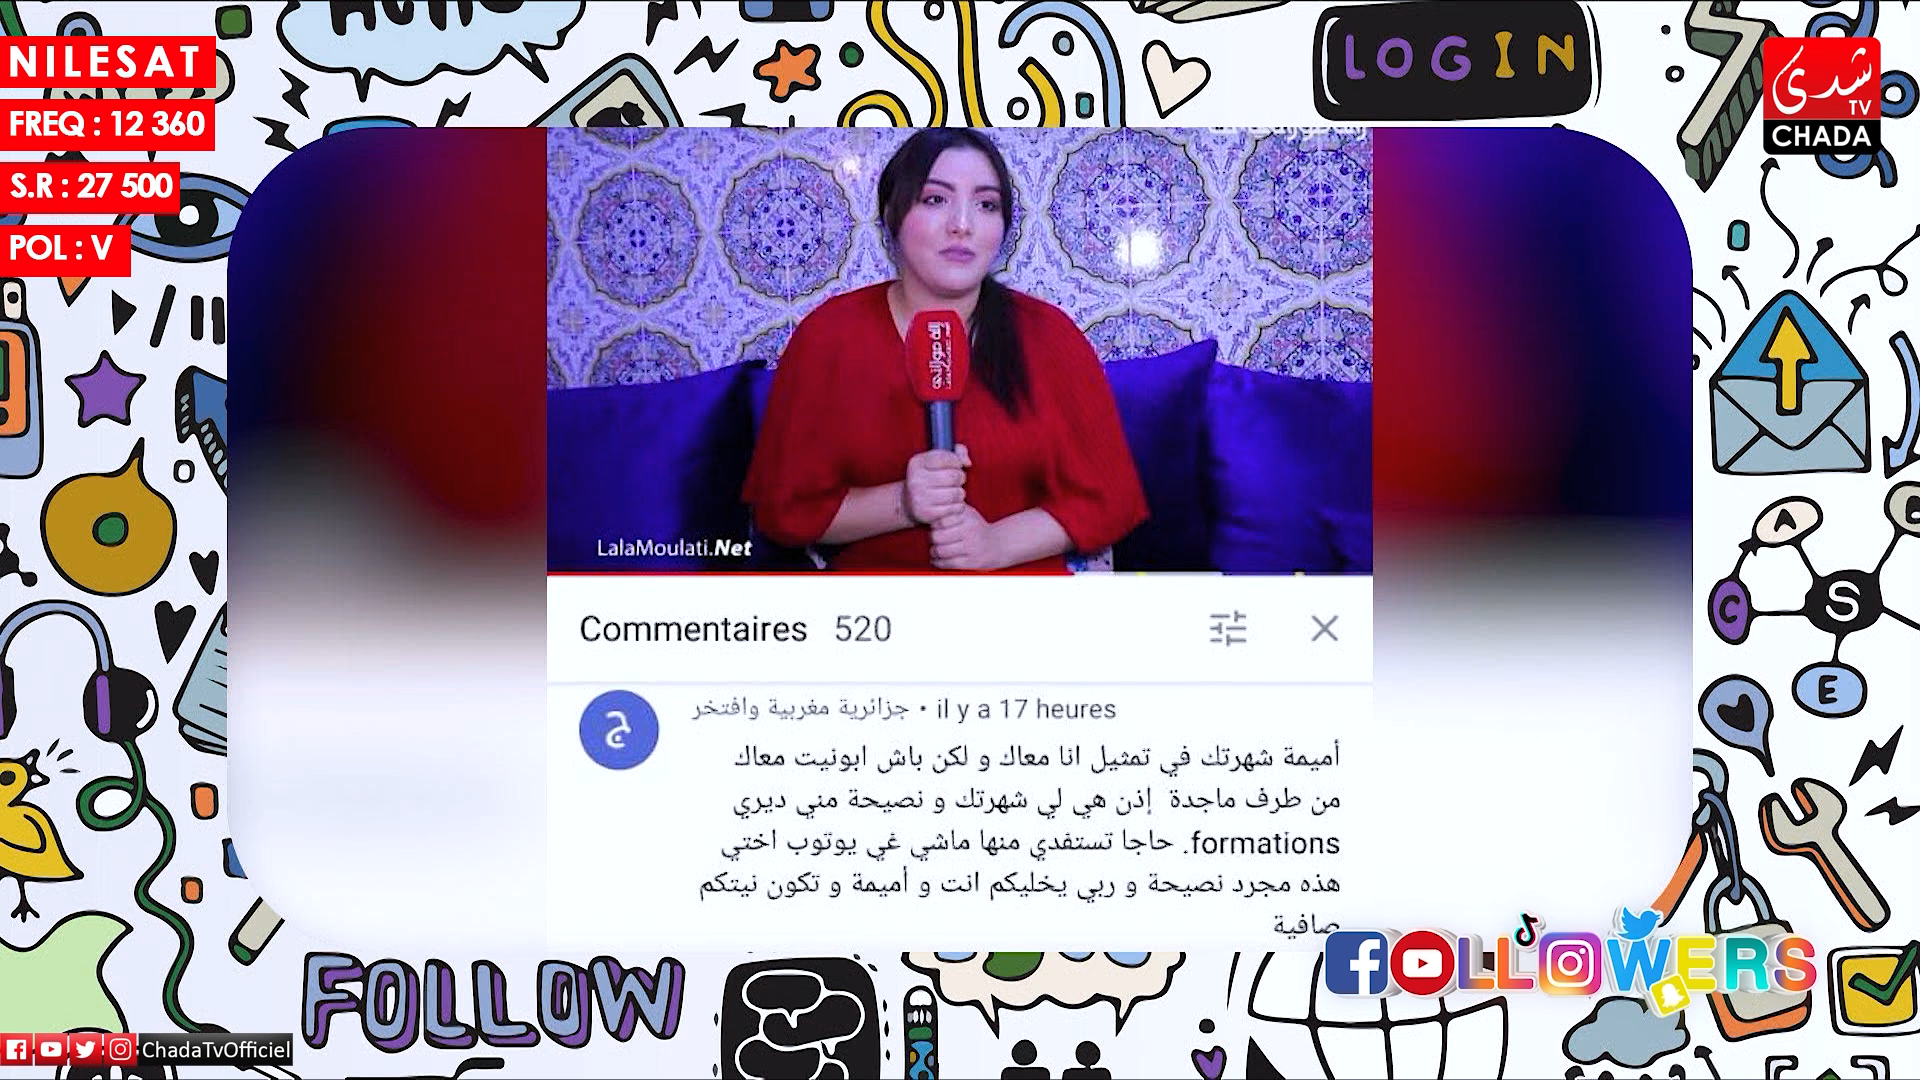 NILESAT
FREQ : 12 360
S.R : 27 500
POL : V
LOGIN
شدى
TV
CHADA
لالة مولاتي
LalaMoulati.Net
Commentaires 520
جزائرية مغربية وافتخر • il y a 17 heures
ج
أميمة شهرتك في تمثيل انا معاك و لكن باش ابونيت معاك
من طرف ماجدة إذن هي لي شهرتك و نصيحة مني ديري
formations. حاجا تستفدي منها ماشي غي يوتوب اختي
هذه مجرد نصيحة و ربي يخليكم انت و أميمة و تكون نيتكم
صافية
A
C
S
E
FOLLOWERS
FOLLOW
ChadaTvOfficiel